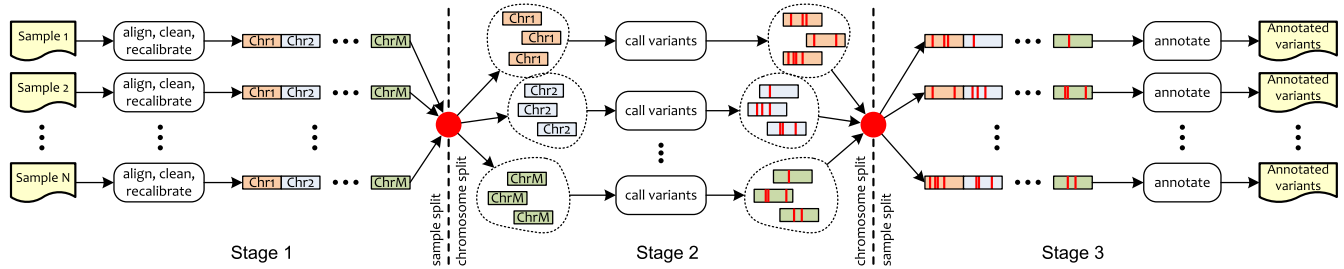 Sample 1
align, clean,
recalibrate
Chr1 Chr2 ••• ChrM
Sample 2
align, clean,
recalibrate
Chr1 Chr2 ••• ChrM
Sample N
align, clean,
recalibrate
Chr1 Chr2 ••• ChrM
Stage 1
sample split
chromosome split
Chr1
Chr1
Chr1
call variants
Chr2
Chr2
Chr2
call variants
ChrM
ChrM
ChrM
call variants
Stage 2
chromosome split
sample split
annotate
Annotated
variants
annotate
Annotated
variants
annotate
Annotated
variants
Stage 3